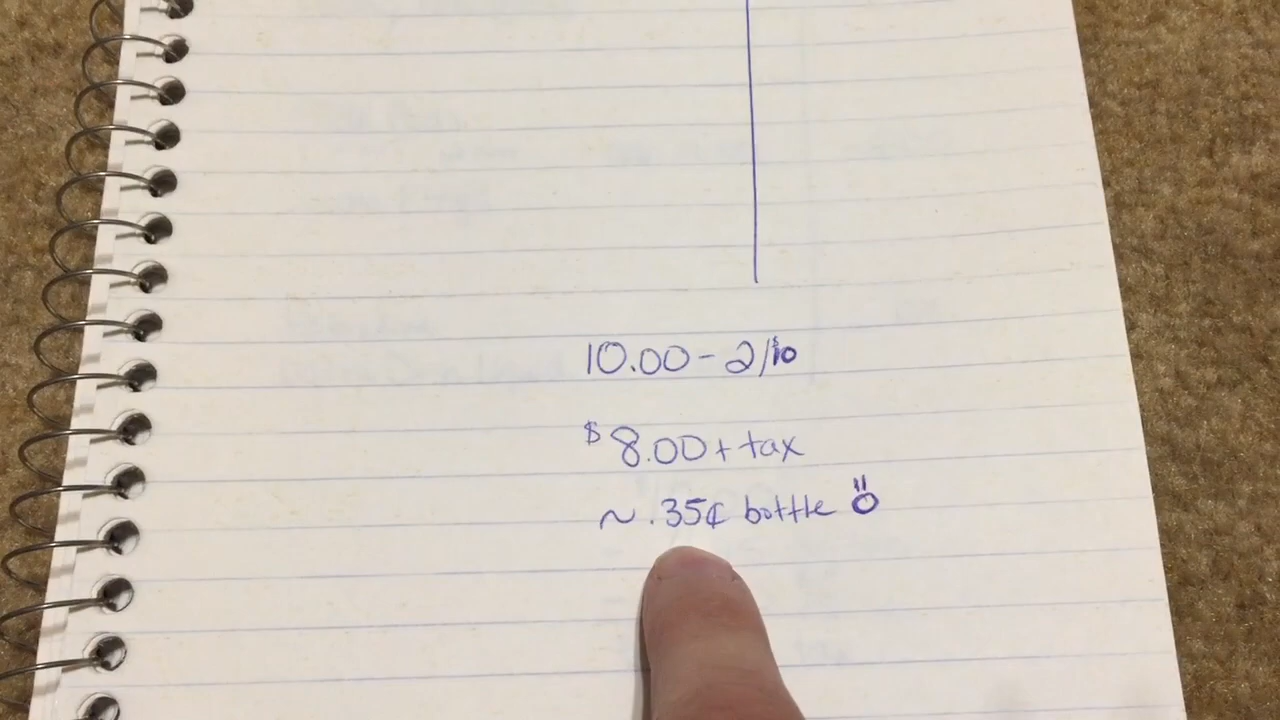 10.00 - 2/$10
$8.00 + tax
~ .35¢ bottle